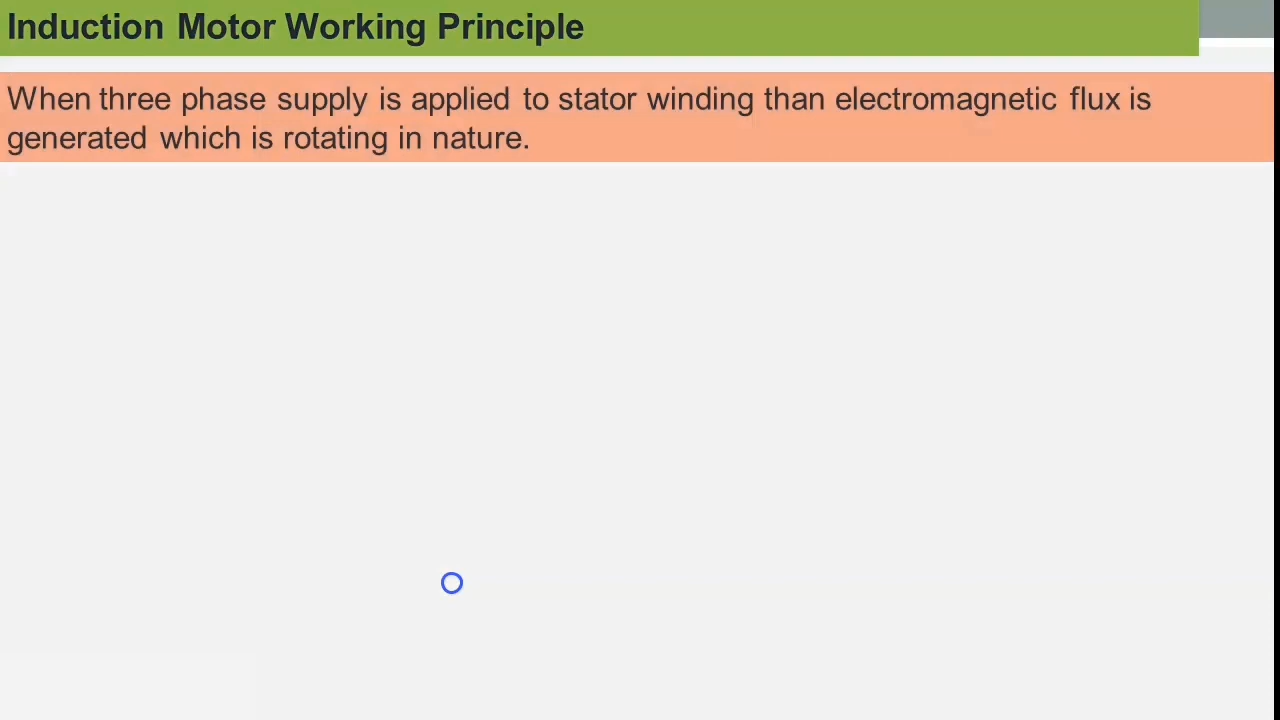 Induction Motor Working Principle
When three phase supply is applied to stator winding than electromagnetic flux is
generated which is rotating in nature.